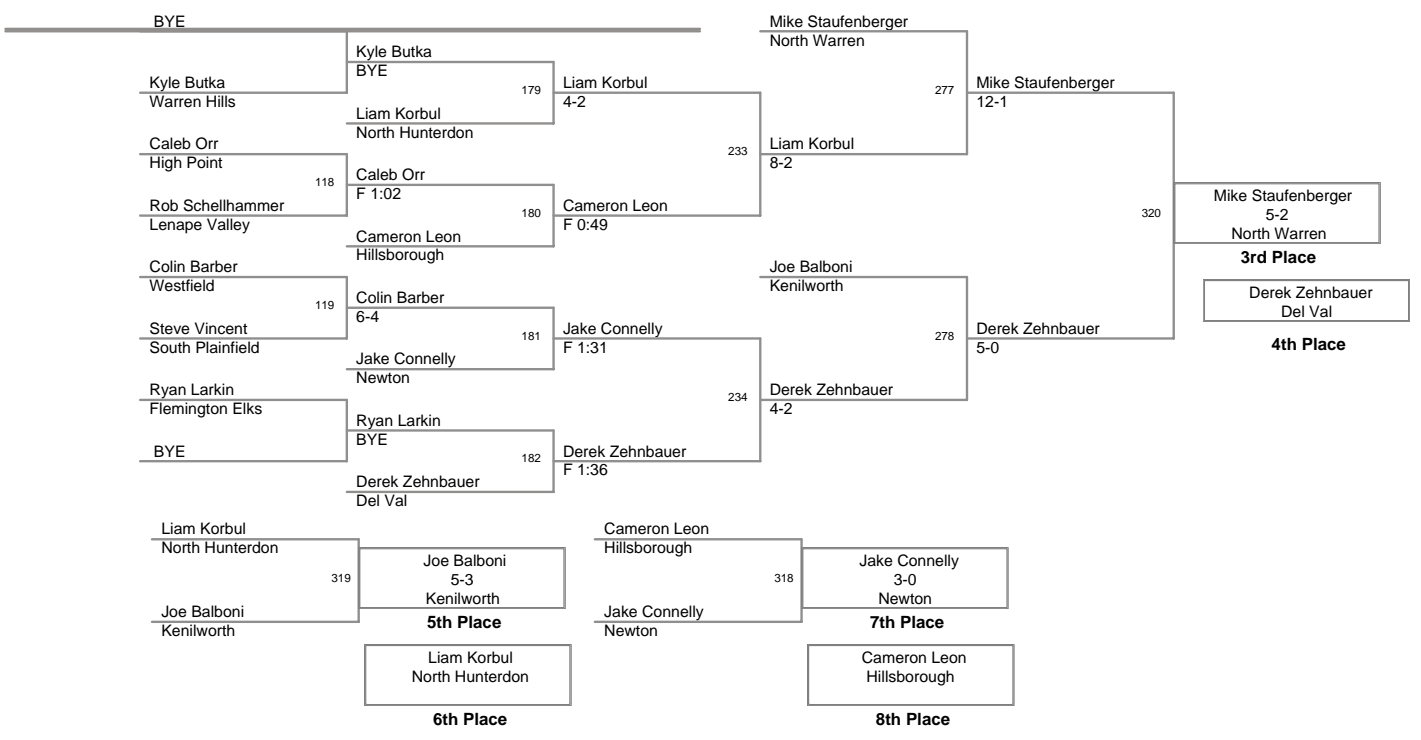 BYE
Kyle Butka
Warren Hills
Caleb Orr
High Point
118
Rob Schellhammer
Lenape Valley
Colin Barber
Westfield
119
Steve Vincent
South Plainfield
Ryan Larkin
Flemington Elks
BYE
Kyle Butka
BYE
179
Liam Korbul
North Hunterdon
Caleb Orr
F 1:02
180
Cameron Leon
Hillsborough
Colin Barber
6-4
181
Jake Connelly
Newton
Ryan Larkin
BYE
182
Derek Zehnbauer
Del Val
Liam Korbul
4-2
233
Cameron Leon
F 0:49
Jake Connelly
F 1:31
234
Derek Zehnbauer
F 1:36
Mike Staufenberger
North Warren
277
Liam Korbul
8-2
Joe Balboni
Kenilworth
278
Derek Zehnbauer
4-2
Mike Staufenberger
12-1
320
Derek Zehnbauer
5-0
Mike Staufenberger
5-2
North Warren
3rd Place
Derek Zehnbauer
Del Val
4th Place
Liam Korbul
North Hunterdon
319
Joe Balboni
Kenilworth
Joe Balboni
5-3
Kenilworth
5th Place
Liam Korbul
North Hunterdon
6th Place
Cameron Leon
Hillsborough
318
Jake Connelly
Newton
Jake Connelly
3-0
Newton
7th Place
Cameron Leon
Hillsborough
8th Place